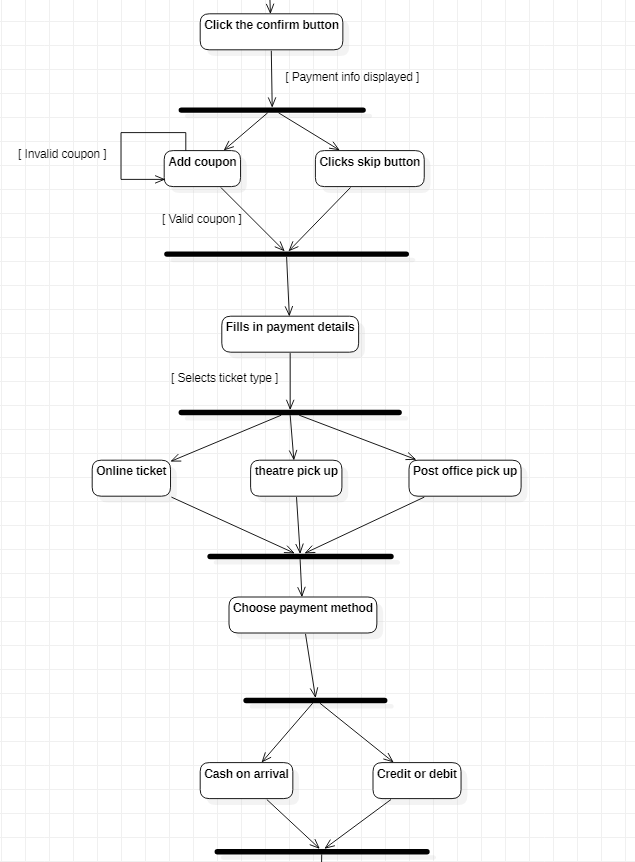 Click the confirm button
[ Payment info displayed ]
[ Invalid coupon ]
Add coupon
Clicks skip button
[ Valid coupon ]
Fills in payment details
[ Selects ticket type ]
Online ticket
theatre pick up
Post office pick up
Choose payment method
Cash on arrival
Credit or debit